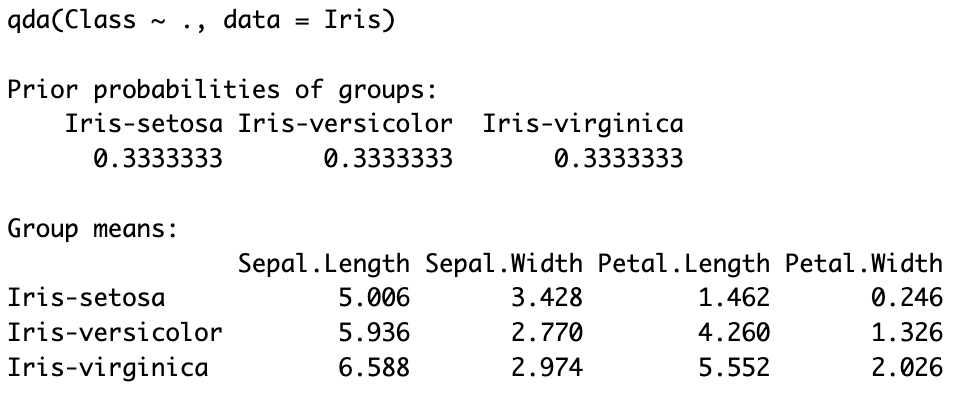 qda(Class ~ ., data = Iris)
Prior probabilities of groups:
Iris-setosa Iris-versicolor Iris-virginica
0.3333333 0.3333333 0.3333333
Group means:
Sepal.Length Sepal.Width Petal.Length Petal.Width
Iris-setosa 5.006 3.428 1.462 0.246
Iris-versicolor 5.936 2.770 4.260 1.326
Iris-virginica 6.588 2.974 5.552 2.026